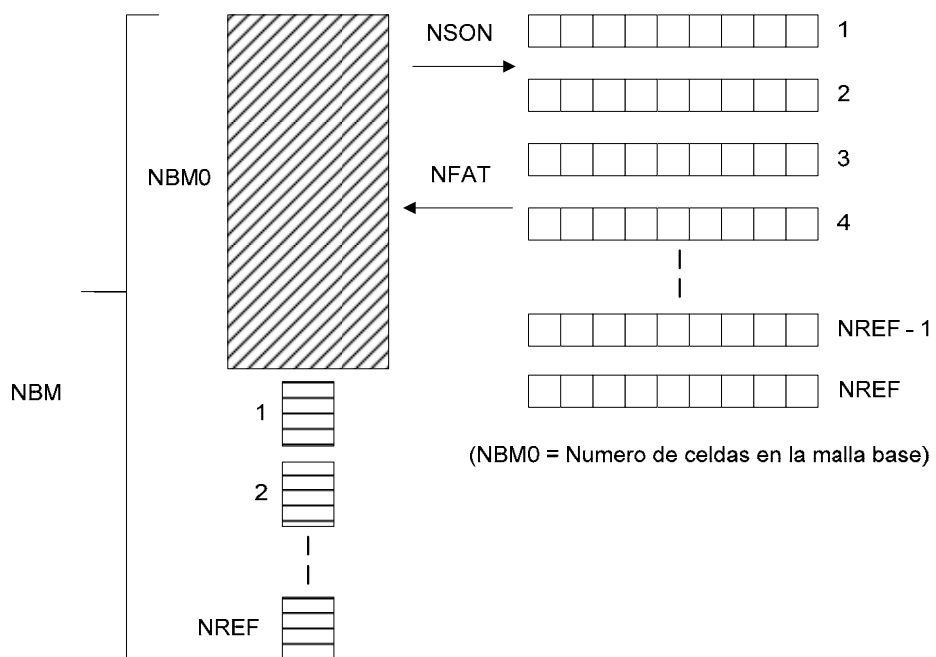 NSON
1
2
NBM0
3
NFAT
4
NREF - 1
NBM
NREF
1
(NBM0 = Numero de celdas en la malla base)
2
NREF